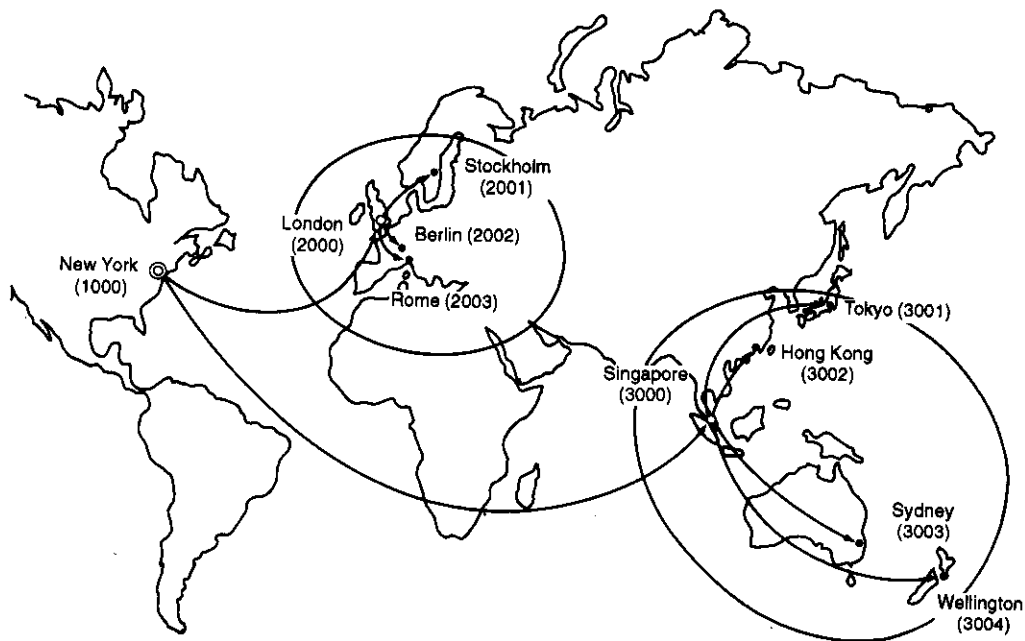 Stockholm
(2001)
London
(2000)
Berlin (2002)
New York
(1000)
Rome (2003)
Tokyo (3001)
Hong Kong
(3002)
Singapore
(3000)
Sydney
(3003)
Wellington
(3004)